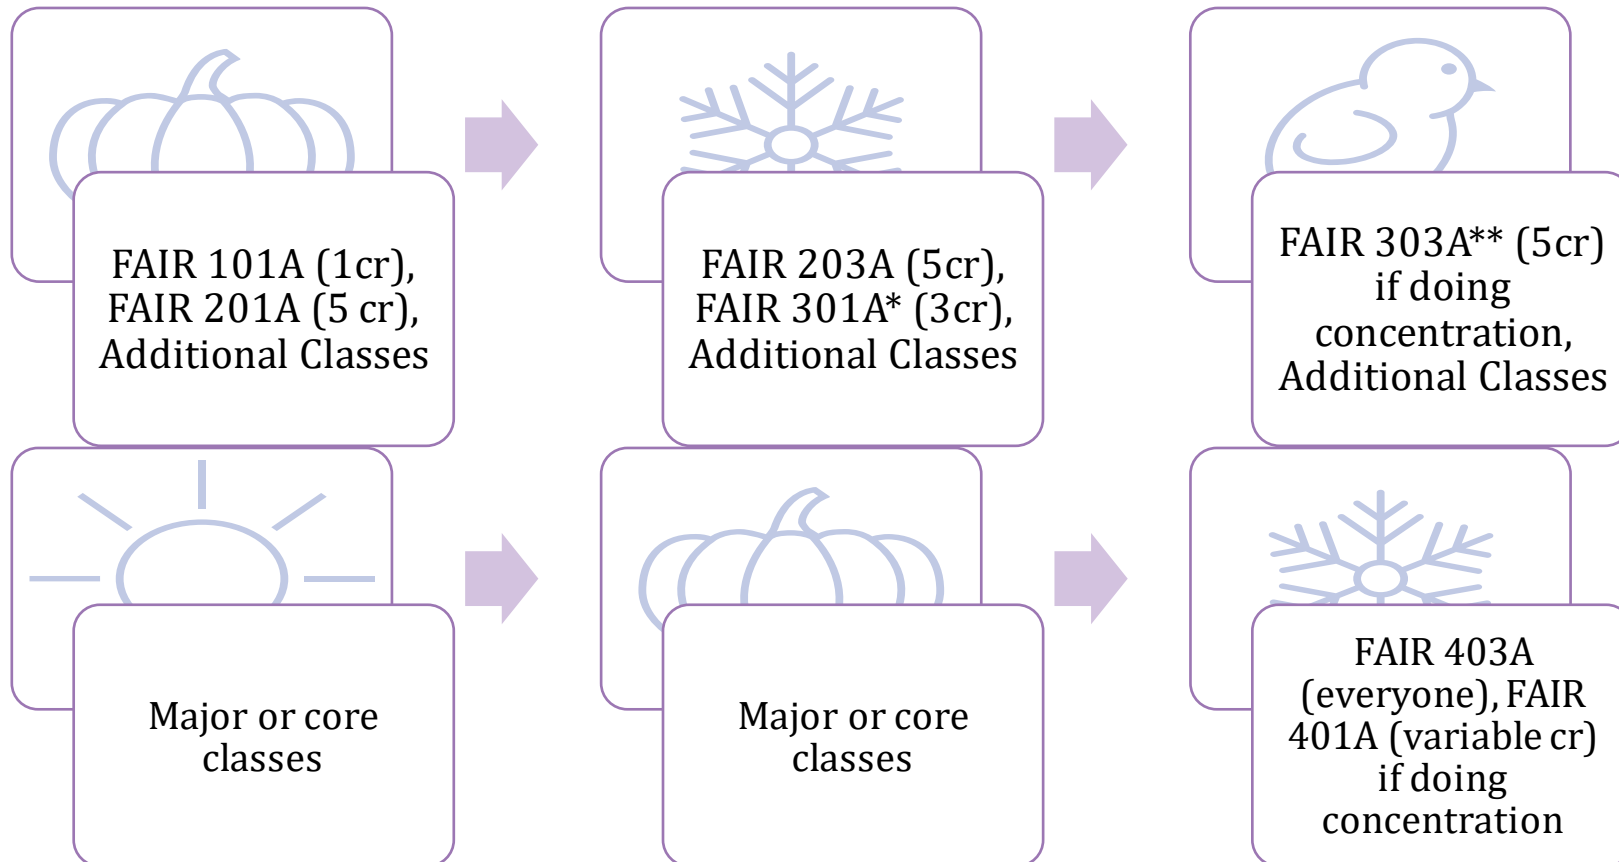 FAIR 101A (1cr),
FAIR 201A (5 cr),
Additional Classes
FAIR 203A (5cr),
FAIR 301A* (3cr),
Additional Classes
FAIR 303A** (5cr)
if doing
concentration,
Additional Classes
Major or core
classes
Major or core
classes
FAIR 403A
(everyone), FAIR
401A (variable cr)
if doing
concentration